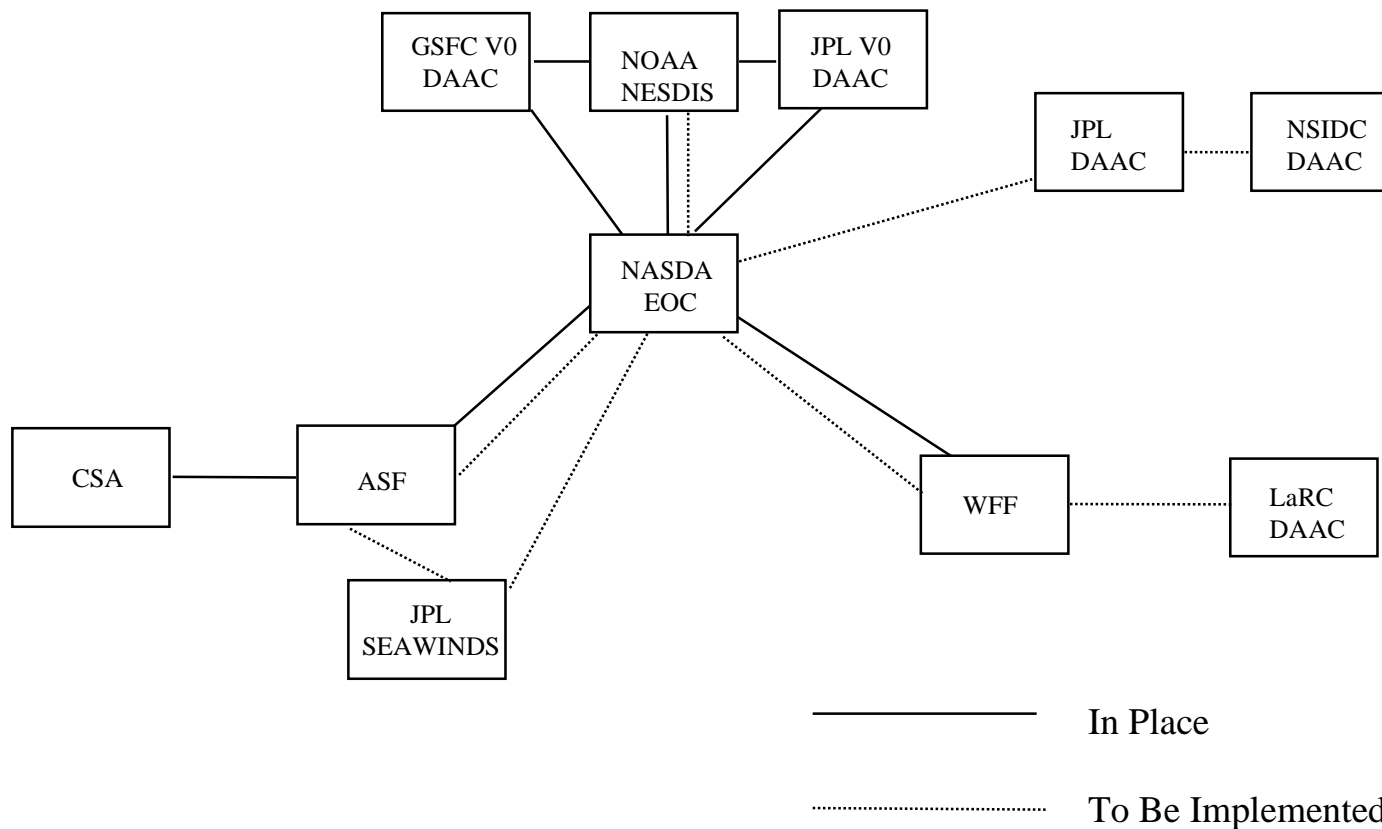 GSFC V0
DAAC
NOAA
NESDIS
JPL V0
DAAC
JPL
DAAC
NSIDC
DAAC
NASDA
EOC
CSA
ASF
WFF
LaRC
DAAC
JPL
SEAWINDS
In Place
To Be Implemented